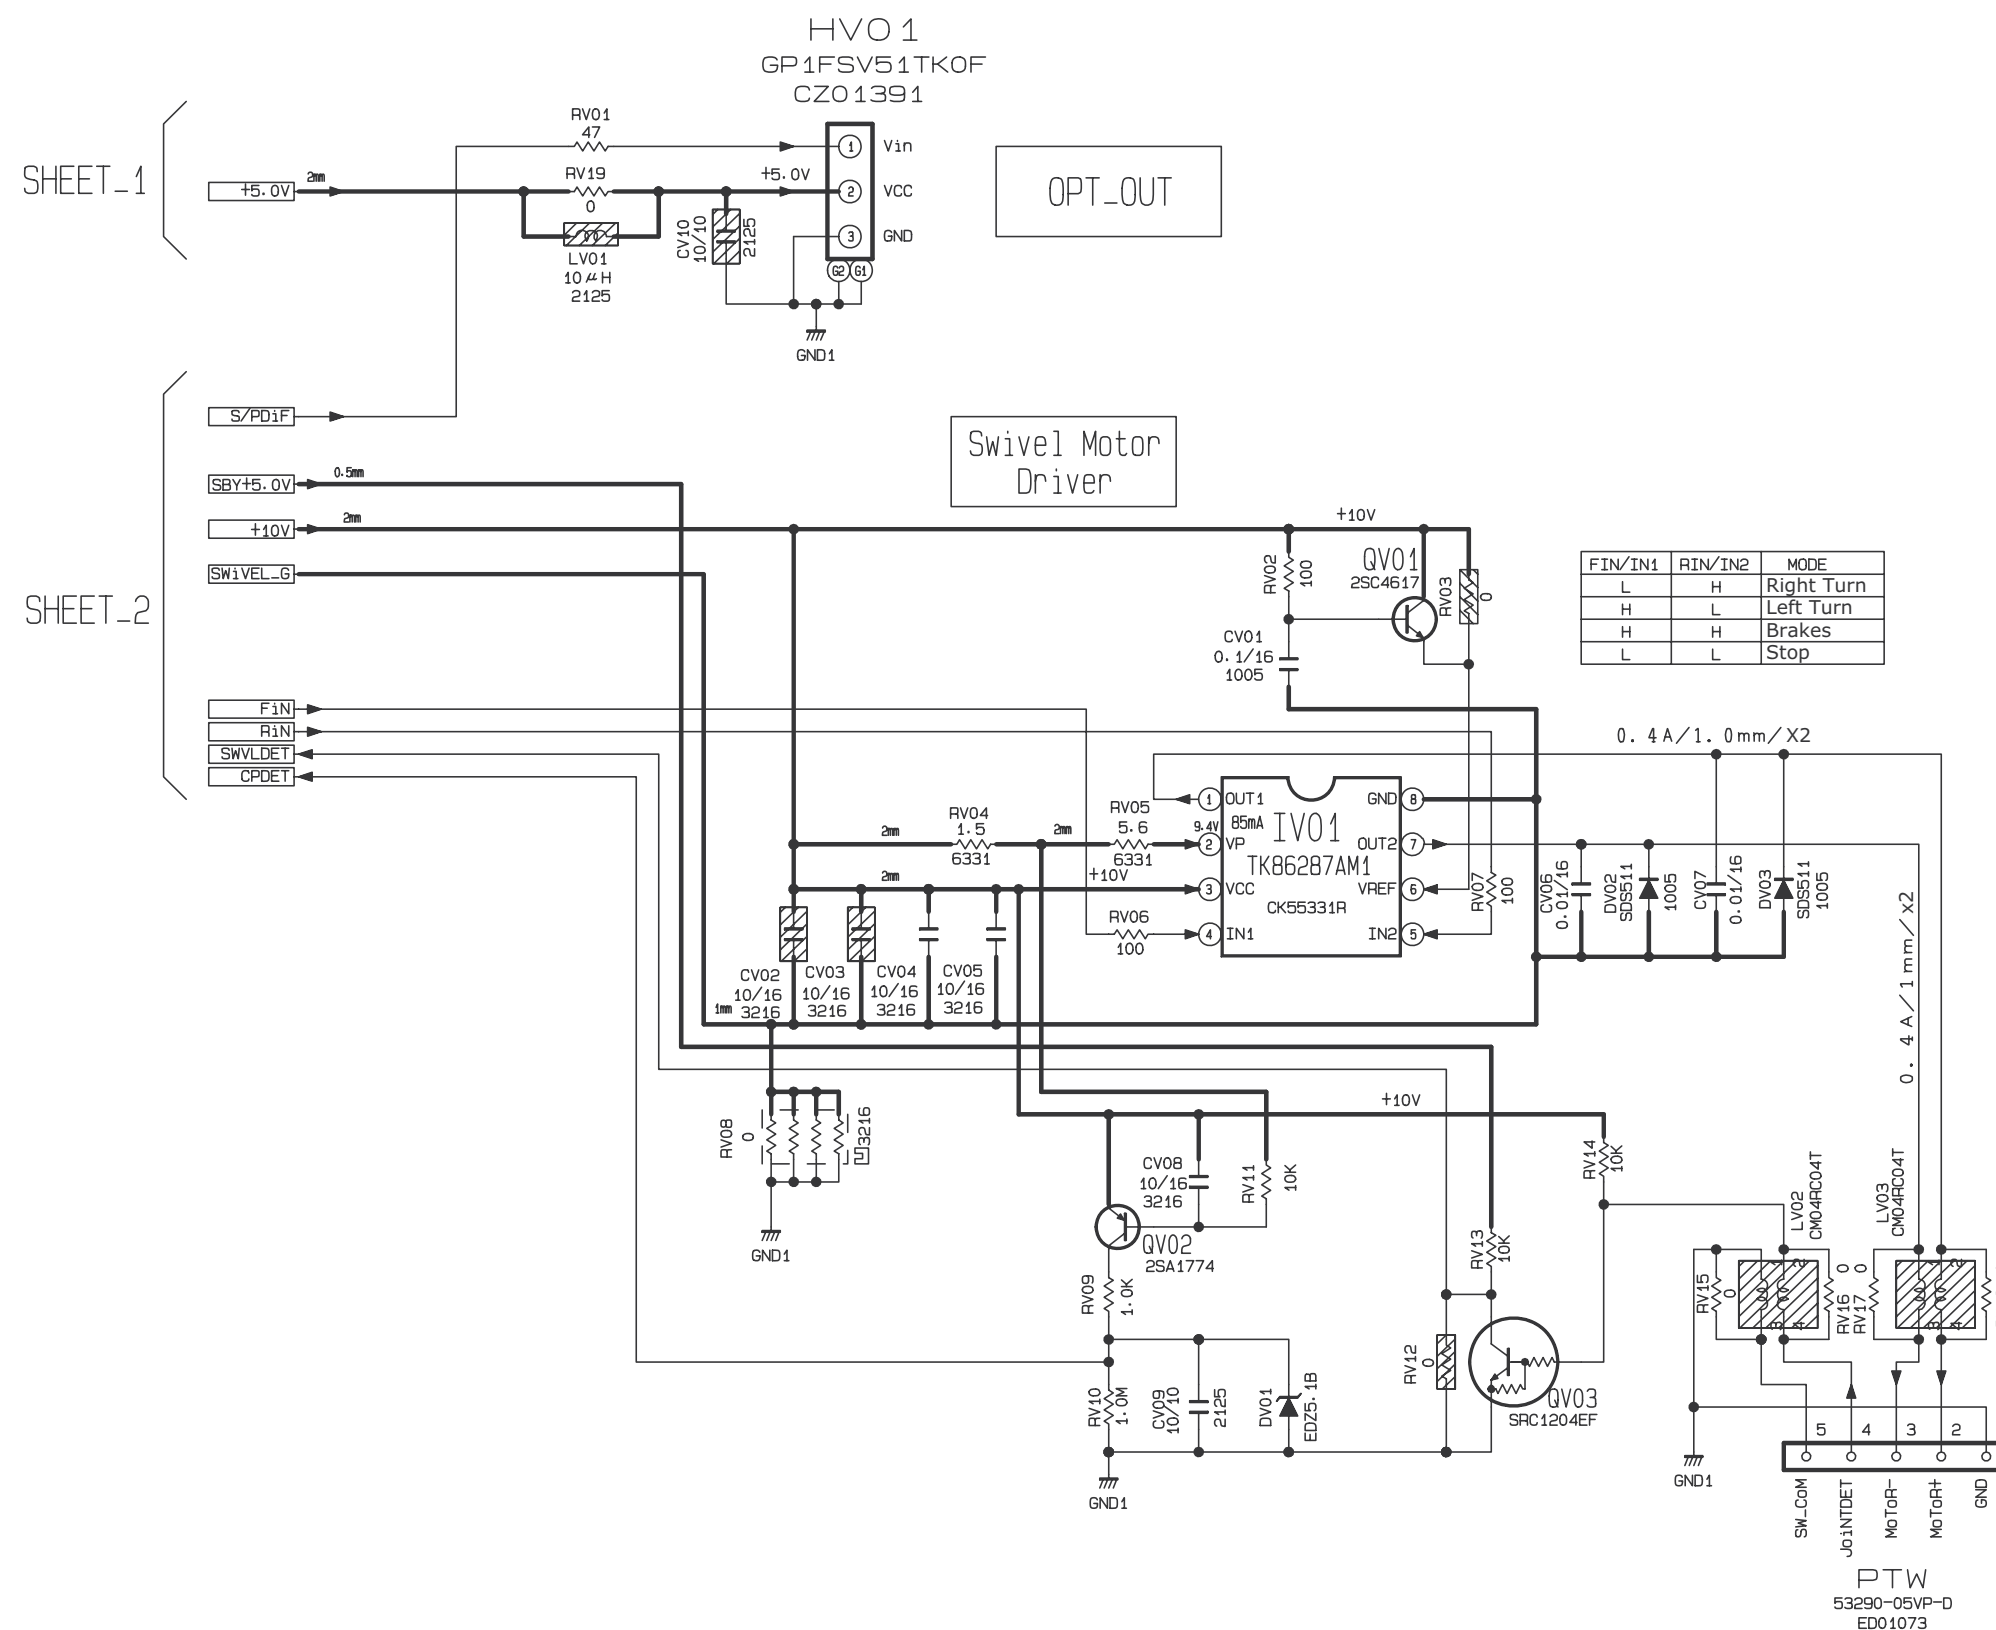 HV01
GP1FSV51TK0F
CZ01391
SHEET_1
+5.0V
2mm
RV01
47
RV19
0
LV01
10µH
2125
+5.0V
CV10
10/10
2125
1
Vin
2
VCC
3
GND
G2
G1
GND1
OPT_OUT
SHEET_2
S/PDiF
SBY+5.0V
0.5mm
+10V
2mm
SWiVEL_G
FiN
RiN
SWVLDET
CPDET
Swivel Motor
Driver
+10V
RV02
100
QV01
2SC4617
RV03
0
CV01
0.1/16
1005
FIN/IN1 RIN/IN2 MODE
L H Right Turn
H L Left Turn
H H Brakes
L L Stop
0.4A/1.0mm/X2
2mm
RV04
1.5
6331
2mm
RV05
5.6
6331
2mm
+10V
RV06
100
9.4V
85mA
1
OUT1
2
VP
3
VCC
4
IN1
IV01
TK86287AM1
CK55331R
GND
8
OUT2
7
VREF
6
IN2
5
RV07
100
CV06
0.01/16
DV02
SDS511
1005
CV07
0.01/16
DV03
SDS511
1005
0.4A/1mm/X2
1mm
CV02
10/16
3216
CV03
10/16
3216
CV04
10/16
3216
CV05
10/16
3216
RV08
0
3216
GND1
+10V
CV08
10/16
3216
RV11
10K
QV02
2SA1774
RV09
1.0K
RV10
1.0M
CV09
10/10
2125
DV01
EDZ5.1B
GND1
RV13
10K
RV12
0
QV03
SRC1204EF
RV14
10K
LV02
CM04RC04T
LV03
CM04RC04T
RV15
0
1
2
3
4
RV16
0
RV17
0
1
2
3
4
GND1
5
4
3
2
SW_CoM
JoiNTDET
MoToR-
MoToR+
GND
PTW
53290-05VP-D
ED01073